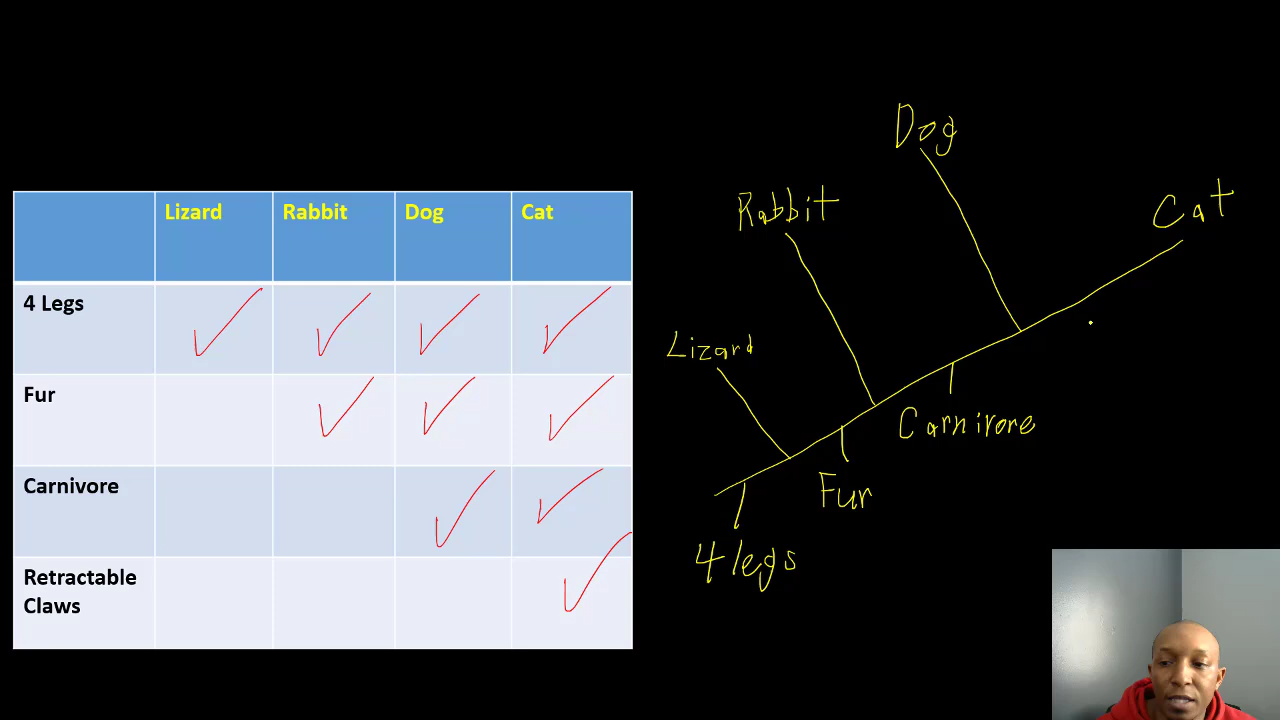 Lizard Rabbit Dog Cat
4 Legs
Fur
Carnivore
Retractable
Claws
Dog
Rabbit
Cat
Lizard
Carnivore
Fur
4 legs